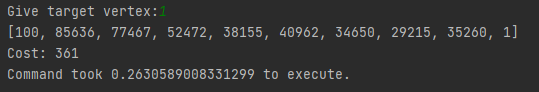 Give target vertex:1
[100, 85636, 77467, 52472, 38155, 40962, 34650, 29215, 35260, 1]
Cost: 361
Command took 0.2630589008331299 to execute.